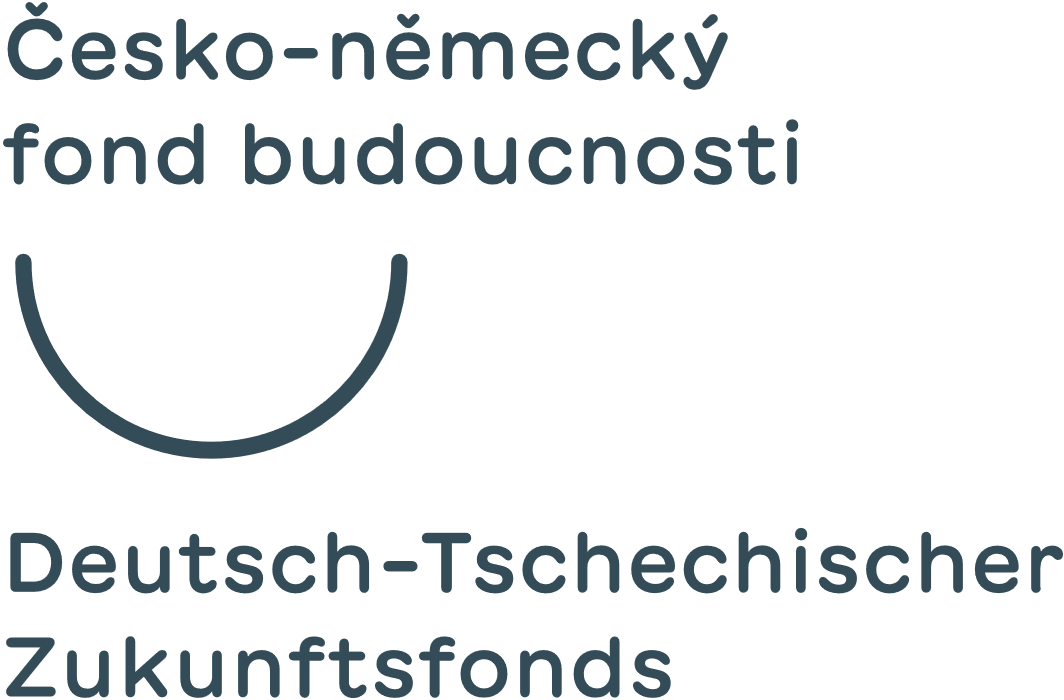 Česko-německý
fond budoucnosti
Deutsch-Tschechischer
Zukunftsfonds